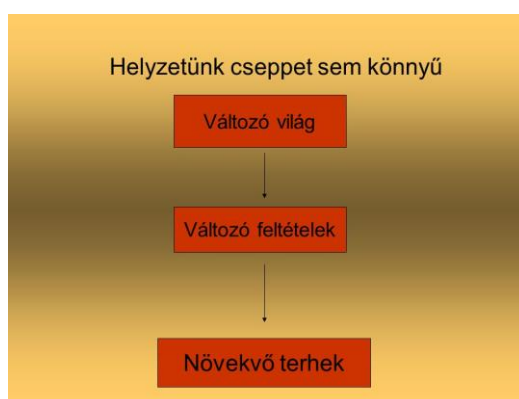 Helyzetünk cseppet sem könnyű
Változó világ
Változó feltételek
Növekvő terhek